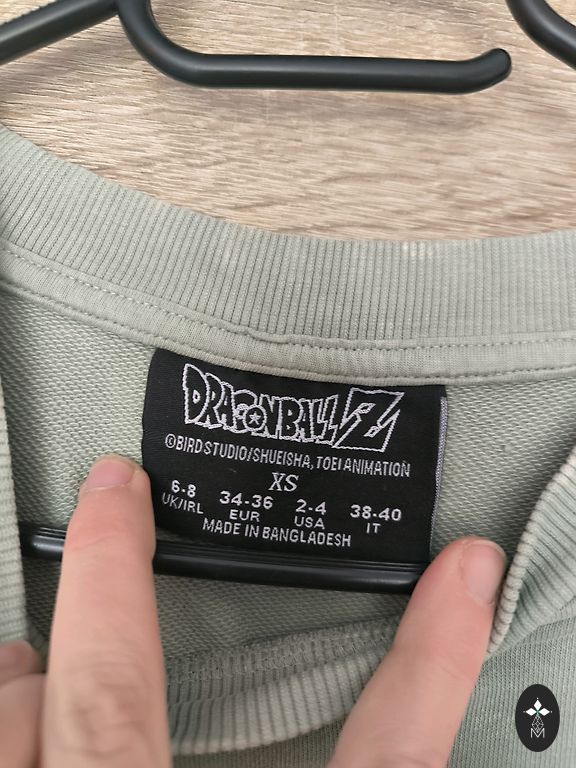 DRAGONBALL Z
©BIRD STUDIO/SHUEISHA, TOEI ANIMATION
XS
6-8 34-36 2-4 38-40
UK/IRL EUR USA IT
MADE IN BANGLADESH
M